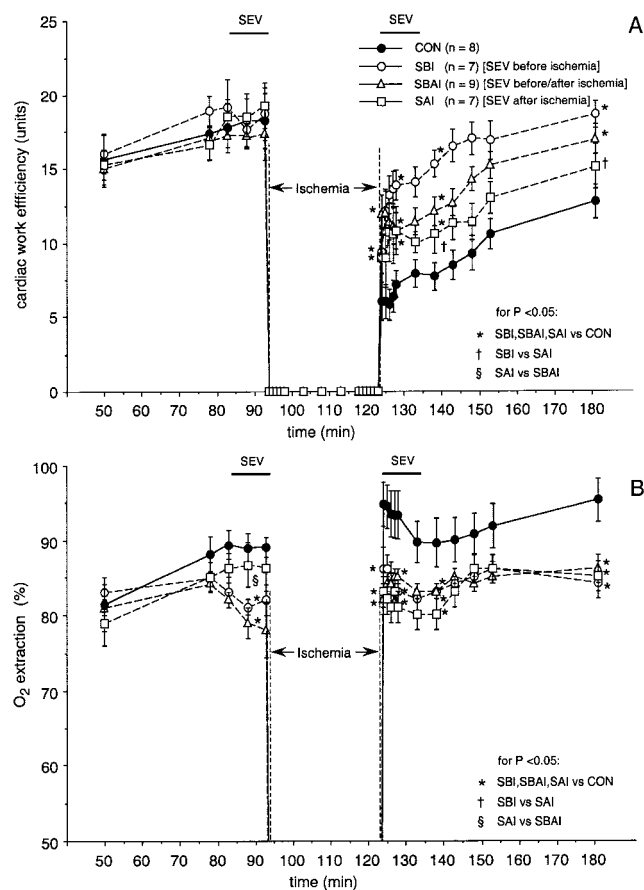 SEV
SEV
A
CON (n = 8)
SBI (n = 7) [SEV before ischemia]
SBAI (n = 9) [SEV before/after ischemia]
SAI (n = 7) [SEV after ischemia]
cardiac work efficiency (units)
25
20
15
10
5
0
Ischemia
*
*
*
*
*
*
*
*
*
†
*
*
†
for P <0.05:
* SBI,SBAI,SAI vs CON
† SBI vs SAI
§ SAI vs SBAI
50 60 70 80 90 100 110 120 130 140 150 160 170 180
time (min)
SEV
SEV
B
O2 extraction (%)
100
90
80
70
60
50
§
*
*
Ischemia
*
*
*
*
*
*
*
*
*
*
*
*
for P <0.05:
* SBI,SBAI,SAI vs CON
† SBI vs SAI
§ SAI vs SBAI
50 60 70 80 90 100 110 120 130 140 150 160 170 180
time (min)